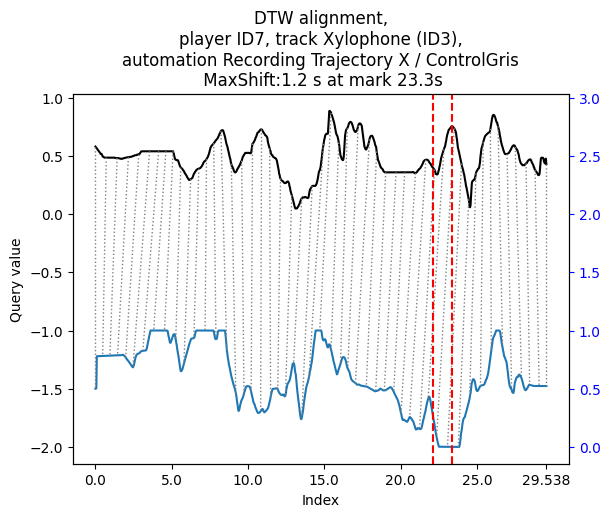 DTW alignment,
player ID7, track Xylophone (ID3),
automation Recording Trajectory X / ControlGris
MaxShift:1.2 s at mark 23.3s
1.0
0.5
0.0
−0.5
−1.0
−1.5
−2.0
Query value
3.0
2.5
2.0
1.5
1.0
0.5
0.0
0.0 5.0 10.0 15.0 20.0 25.0 29.538
Index